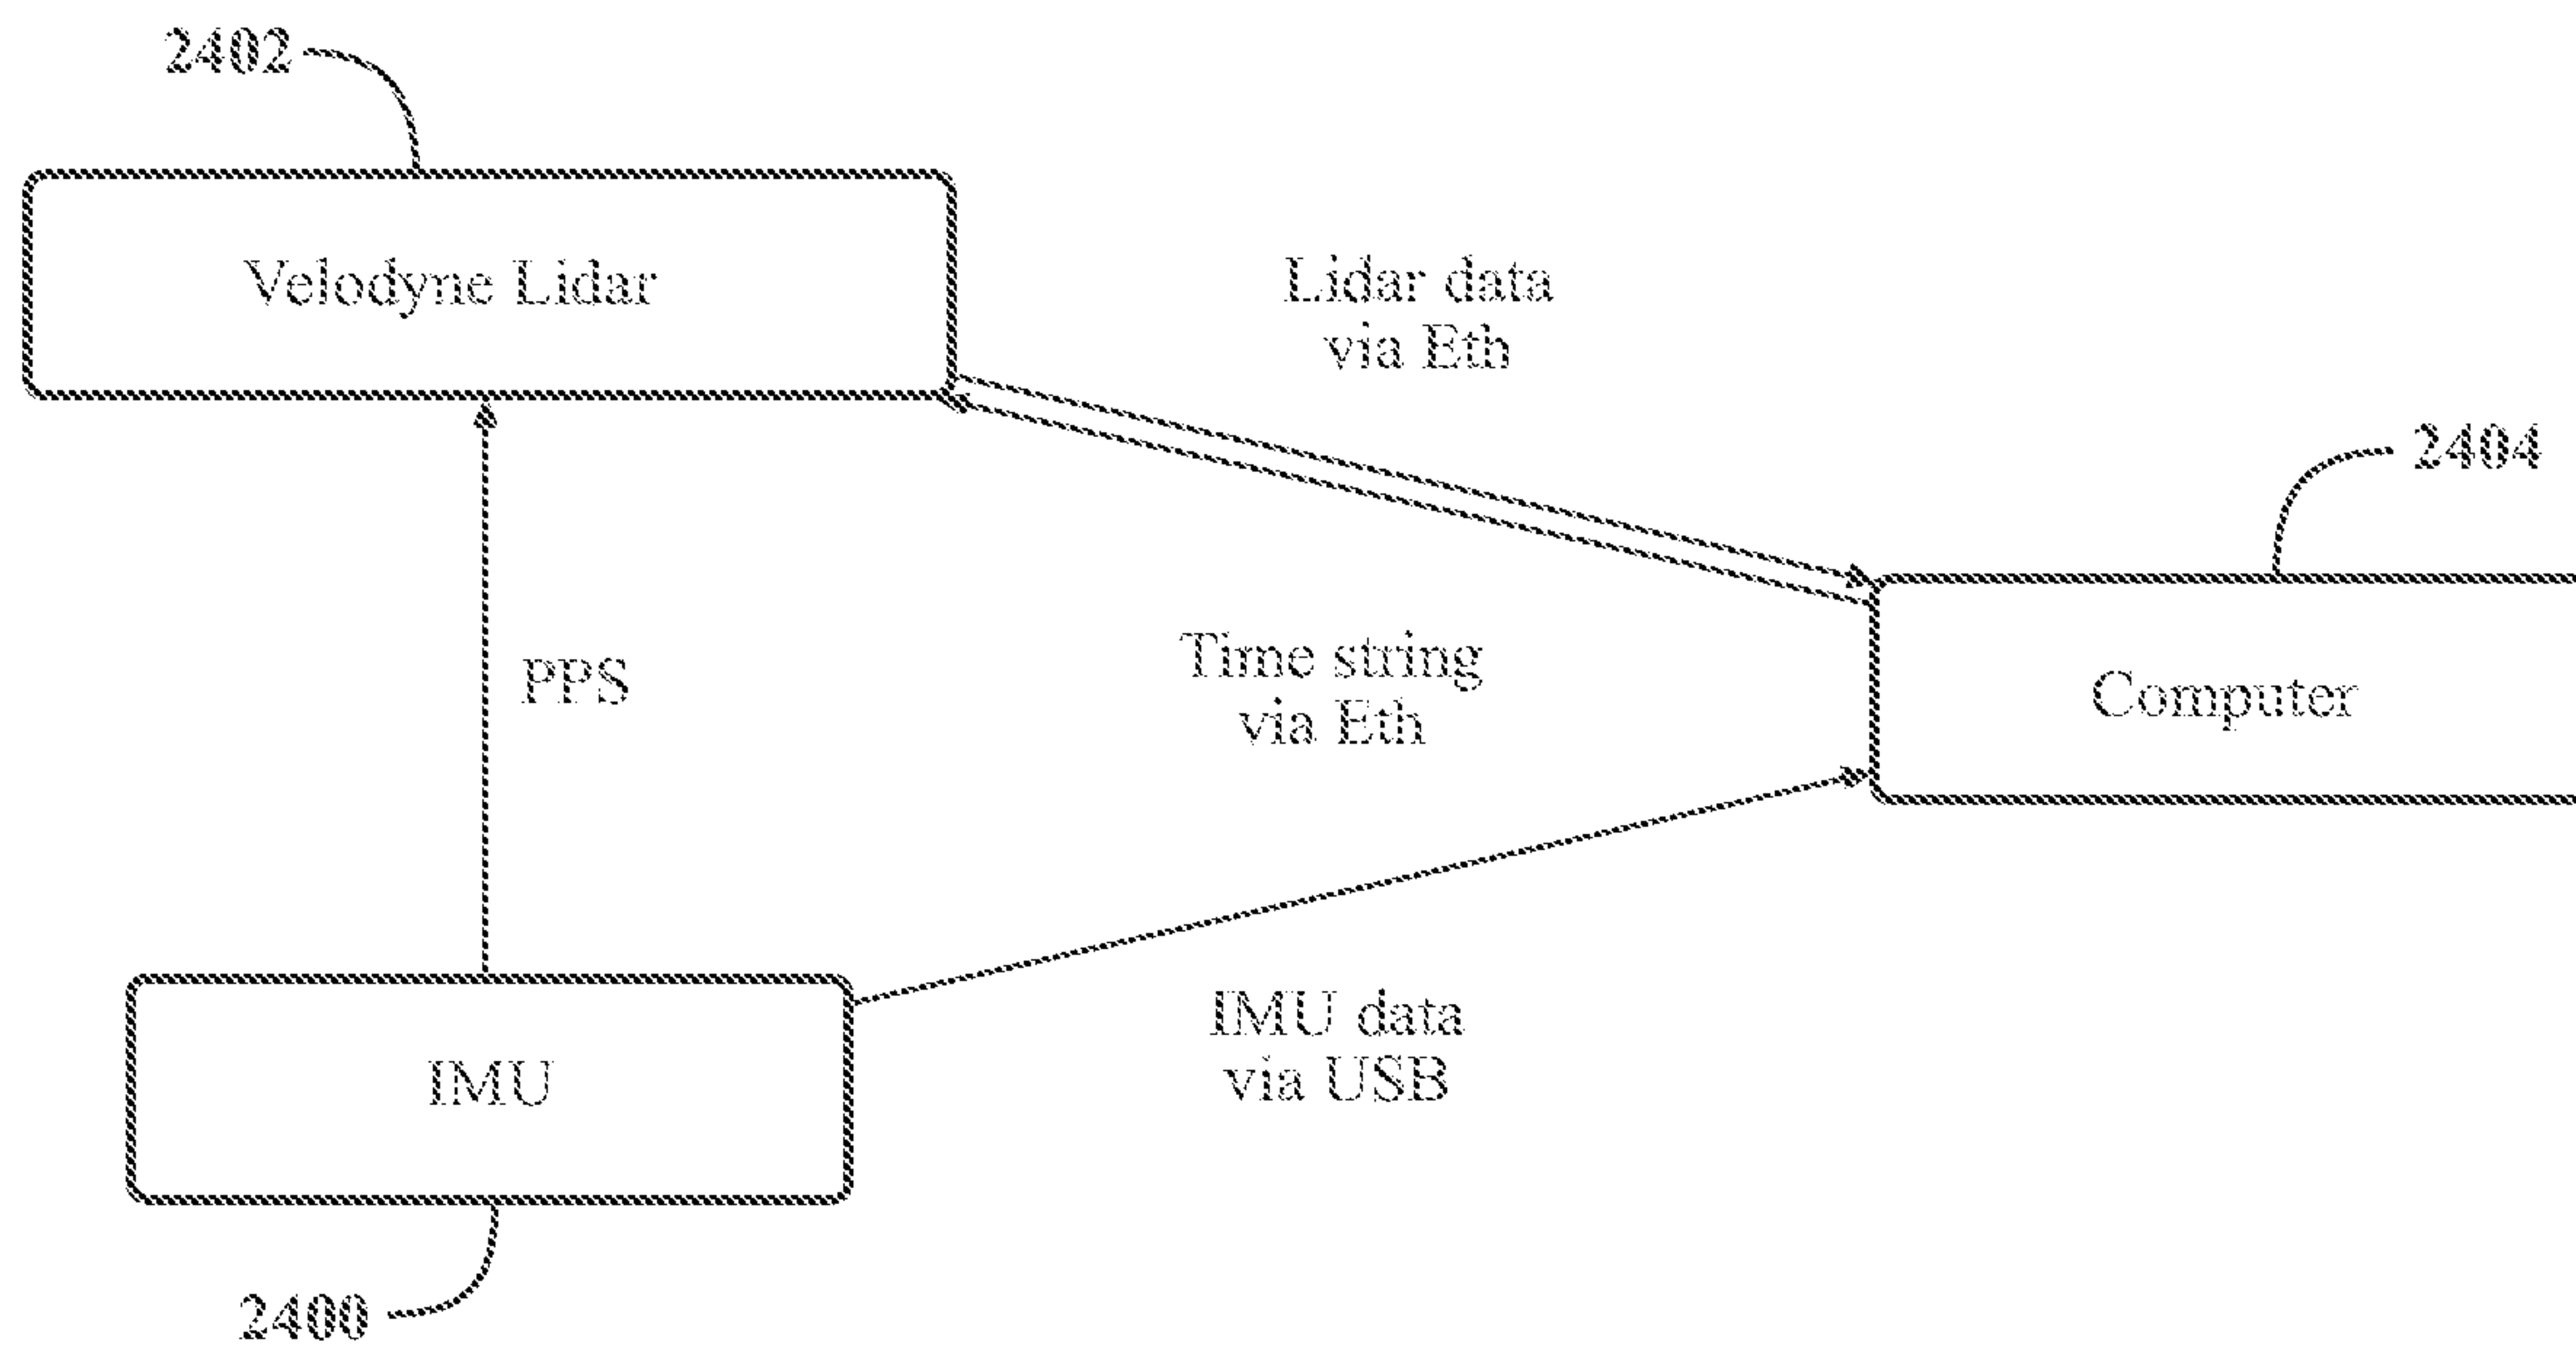 2402
Velodyne Lidar
Lidar data
via Eth
2404
PPS
Time string
via Eth
Computer
IMU data
via USB
IMU
2400